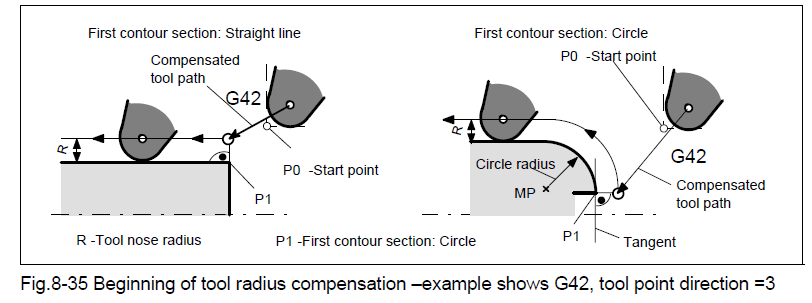 First contour section: Straight line
Compensated
tool path
G42
R
P0 -Start point
P1
R -Tool nose radius
First contour section: Circle
P0 -Start point
R
G42
Circle radius
MP
Compensated
tool path
P1
Tangent
P1 -First contour section: Circle
Fig.8-35 Beginning of tool radius compensation –example shows G42, tool point direction =3